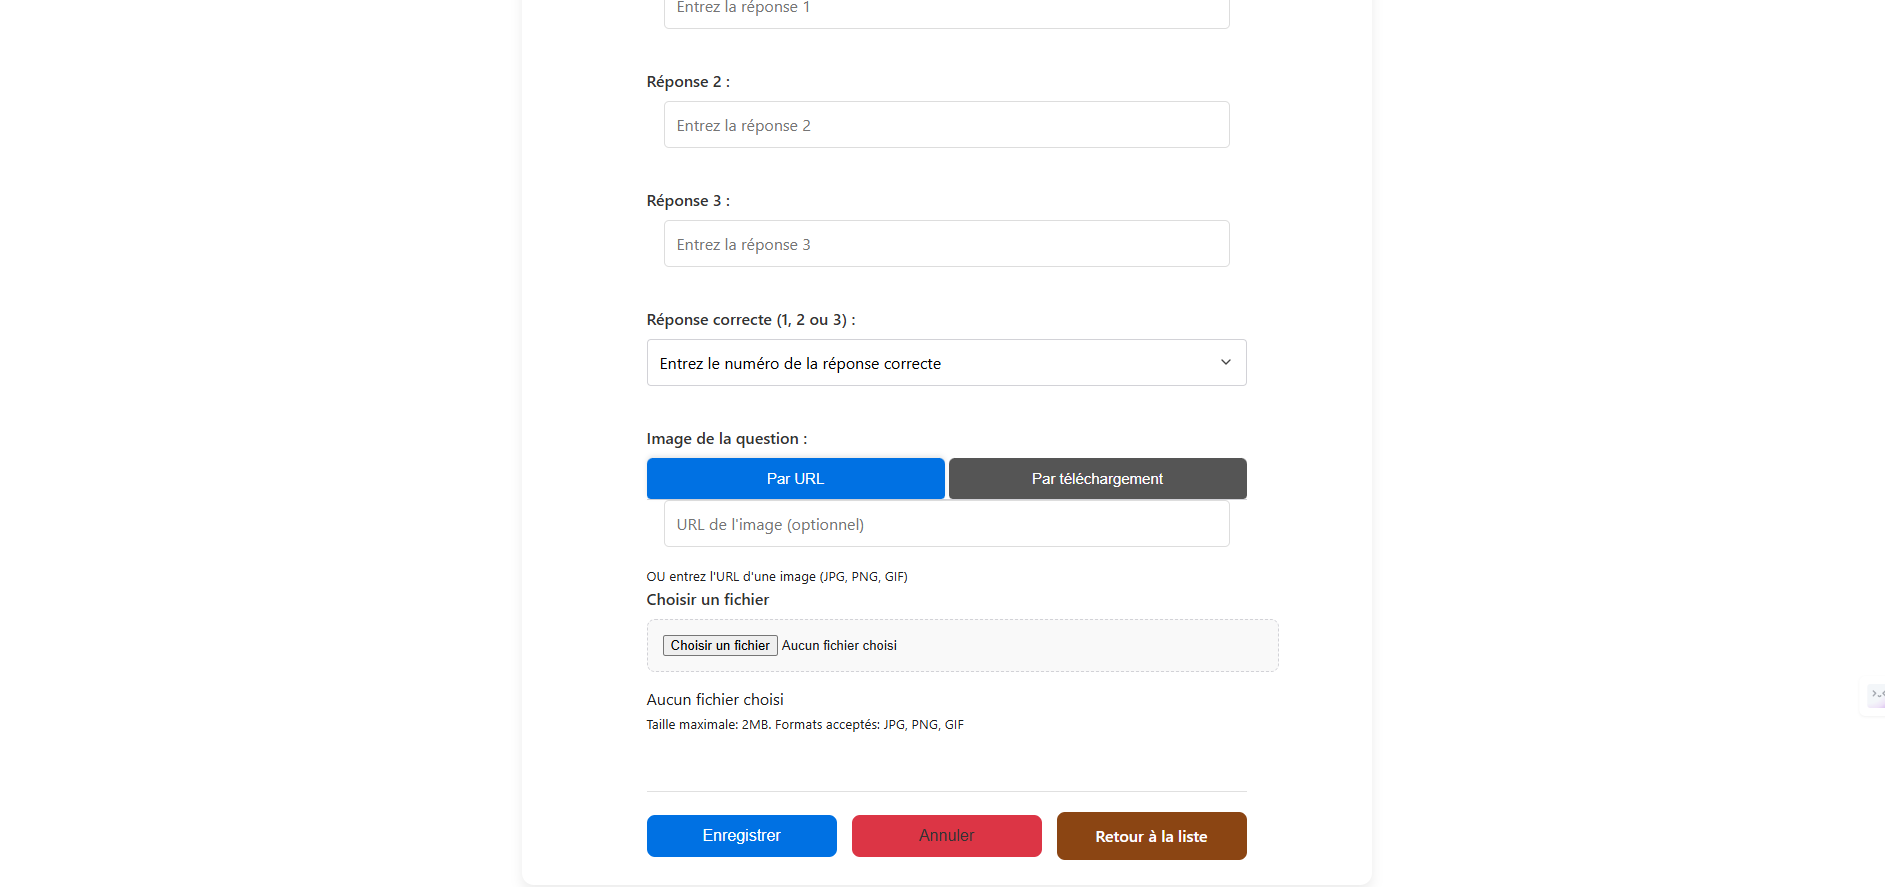 Entrez la réponse 1
Réponse 2 :
Entrez la réponse 2
Réponse 3 :
Entrez la réponse 3
Réponse correcte (1, 2 ou 3) :
Entrez le numéro de la réponse correcte
Image de la question :
Par URL
Par téléchargement
URL de l'image (optionnel)
OU entrez l'URL d'une image (JPG, PNG, GIF)
Choisir un fichier
Choisir un fichier Aucun fichier choisi
Aucun fichier choisi
Taille maximale: 2MB. Formats acceptés: JPG, PNG, GIF
Enregistrer
Annuler
Retour à la liste